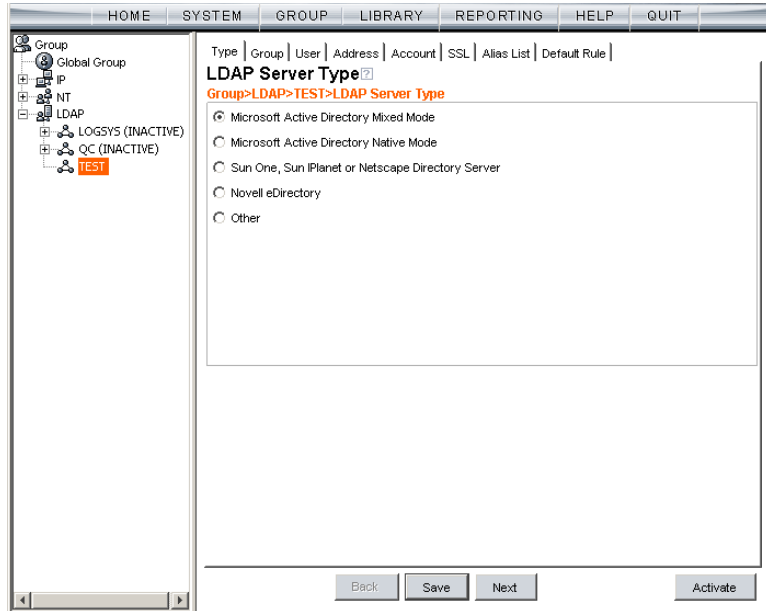 HOME SYSTEM GROUP LIBRARY REPORTING HELP QUIT
Group
Global Group
IP
NT
LDAP
LOGSYS (INACTIVE)
QC (INACTIVE)
TEST
Type Group User Address Account SSL Alias List Default Rule
LDAP Server Type ?
Group>LDAP>TEST>LDAP Server Type
Microsoft Active Directory Mixed Mode
Microsoft Active Directory Native Mode
Sun One, Sun IPlanet or Netscape Directory Server
Novell eDirectory
Other
Back Save Next Activate